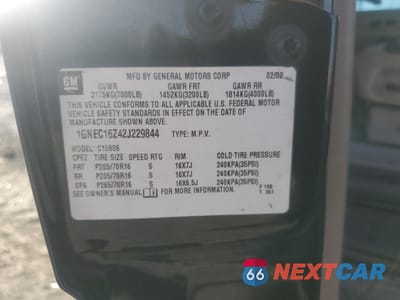 GM
MFD BY GENERAL MOTORS CORP 02/02
GVWR GAWR FRT GAWR RR
3175KG(7000LB) 1452KG(3200LB) 1814KG(4000LB)
THIS VEHICLE CONFORMS TO ALL APPLICABLE U.S. FEDERAL MOTOR
VEHICLE SAFETY AND THEFT PREVENTION STANDARDS IN
EFFECT ON THE DATE OF MANUFACTURE SHOWN ABOVE.
1GNEC16Z42J229844 TYPE: M.P.V.
MODEL: C15906
TIRE SIZE SPEED RTG RIM COLD TIRE PRESSURE
FRT P265/70R16 S 16X7J 240KPA(35PSI)
RR P265/70R16 S 16X7J 240KPA(35PSI)
SPA P265/70R16 S 16X6.5J 240KPA(35PSI)
SEE OWNER'S MANUAL FOR MORE INFORMATION.
66 NEXTCAR